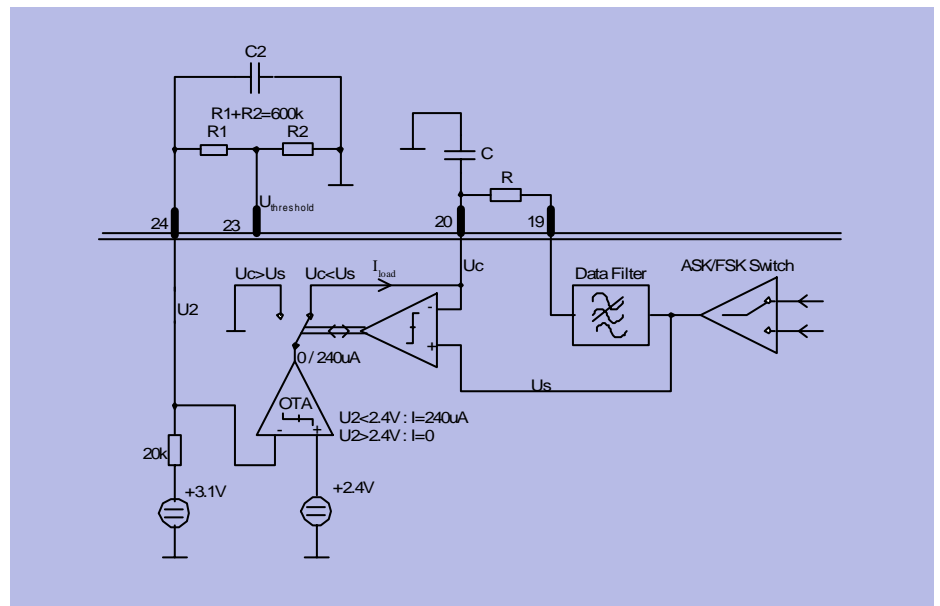 C2
R1+R2=600k
R1 R2
C
R
Uthreshold
24 23 20 19
Uc>Us Uc<Us Iload Uc
Data Filter ASK/FSK Switch
U2
-
+
0 / 240uA
Us
OTA
- +
U2<2.4V : I=240uA
U2>2.4V : I=0
20k
+3.1V +2.4V